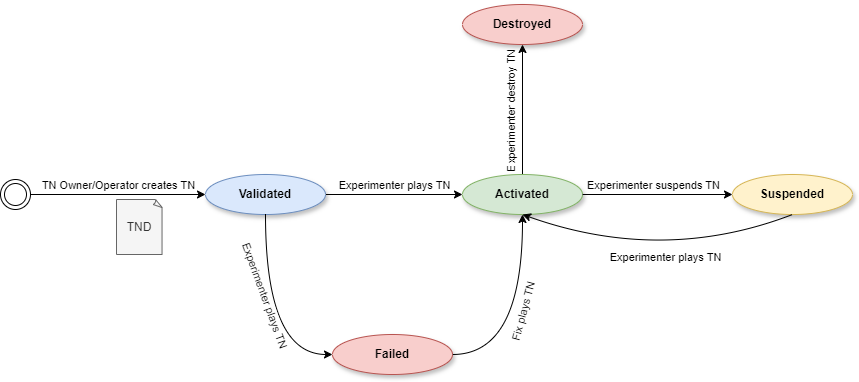 Destroyed
Experimenter destroy TN
TN Owner/Operator creates TN
Validated
Experimenter plays TN
Activated
Experimenter suspends TN
Suspended
TND
Experimenter plays TN
Experimenter plays TN
Fix plays TN
Failed